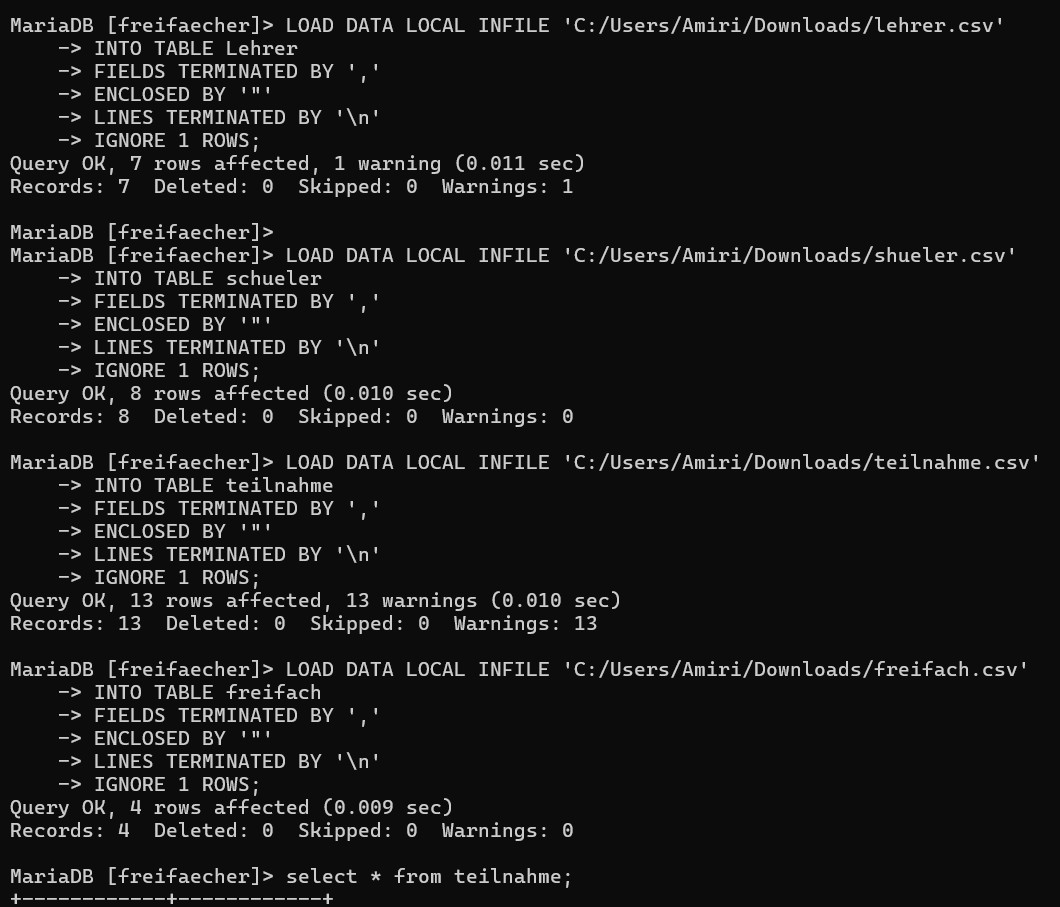 MariaDB [freifaecher]> LOAD DATA LOCAL INFILE 'C:/Users/Amiri/Downloads/lehrer.csv'
    -> INTO TABLE Lehrer
    -> FIELDS TERMINATED BY ','
    -> ENCLOSED BY '"'
    -> LINES TERMINATED BY '\n'
    -> IGNORE 1 ROWS;
Query OK, 7 rows affected, 1 warning (0.011 sec)
Records: 7  Deleted: 0  Skipped: 0  Warnings: 1

MariaDB [freifaecher]>
MariaDB [freifaecher]> LOAD DATA LOCAL INFILE 'C:/Users/Amiri/Downloads/shueler.csv'
    -> INTO TABLE schueler
    -> FIELDS TERMINATED BY ','
    -> ENCLOSED BY '"'
    -> LINES TERMINATED BY '\n'
    -> IGNORE 1 ROWS;
Query OK, 8 rows affected (0.010 sec)
Records: 8  Deleted: 0  Skipped: 0  Warnings: 0

MariaDB [freifaecher]> LOAD DATA LOCAL INFILE 'C:/Users/Amiri/Downloads/teilnahme.csv'
    -> INTO TABLE teilnahme
    -> FIELDS TERMINATED BY ','
    -> ENCLOSED BY '"'
    -> LINES TERMINATED BY '\n'
    -> IGNORE 1 ROWS;
Query OK, 13 rows affected, 13 warnings (0.010 sec)
Records: 13  Deleted: 0  Skipped: 0  Warnings: 13

MariaDB [freifaecher]> LOAD DATA LOCAL INFILE 'C:/Users/Amiri/Downloads/freifach.csv'
    -> INTO TABLE freifach
    -> FIELDS TERMINATED BY ','
    -> ENCLOSED BY '"'
    -> LINES TERMINATED BY '\n'
    -> IGNORE 1 ROWS;
Query OK, 4 rows affected (0.009 sec)
Records: 4  Deleted: 0  Skipped: 0  Warnings: 0

MariaDB [freifaecher]> select * from teilnahme;
+------------+------------+